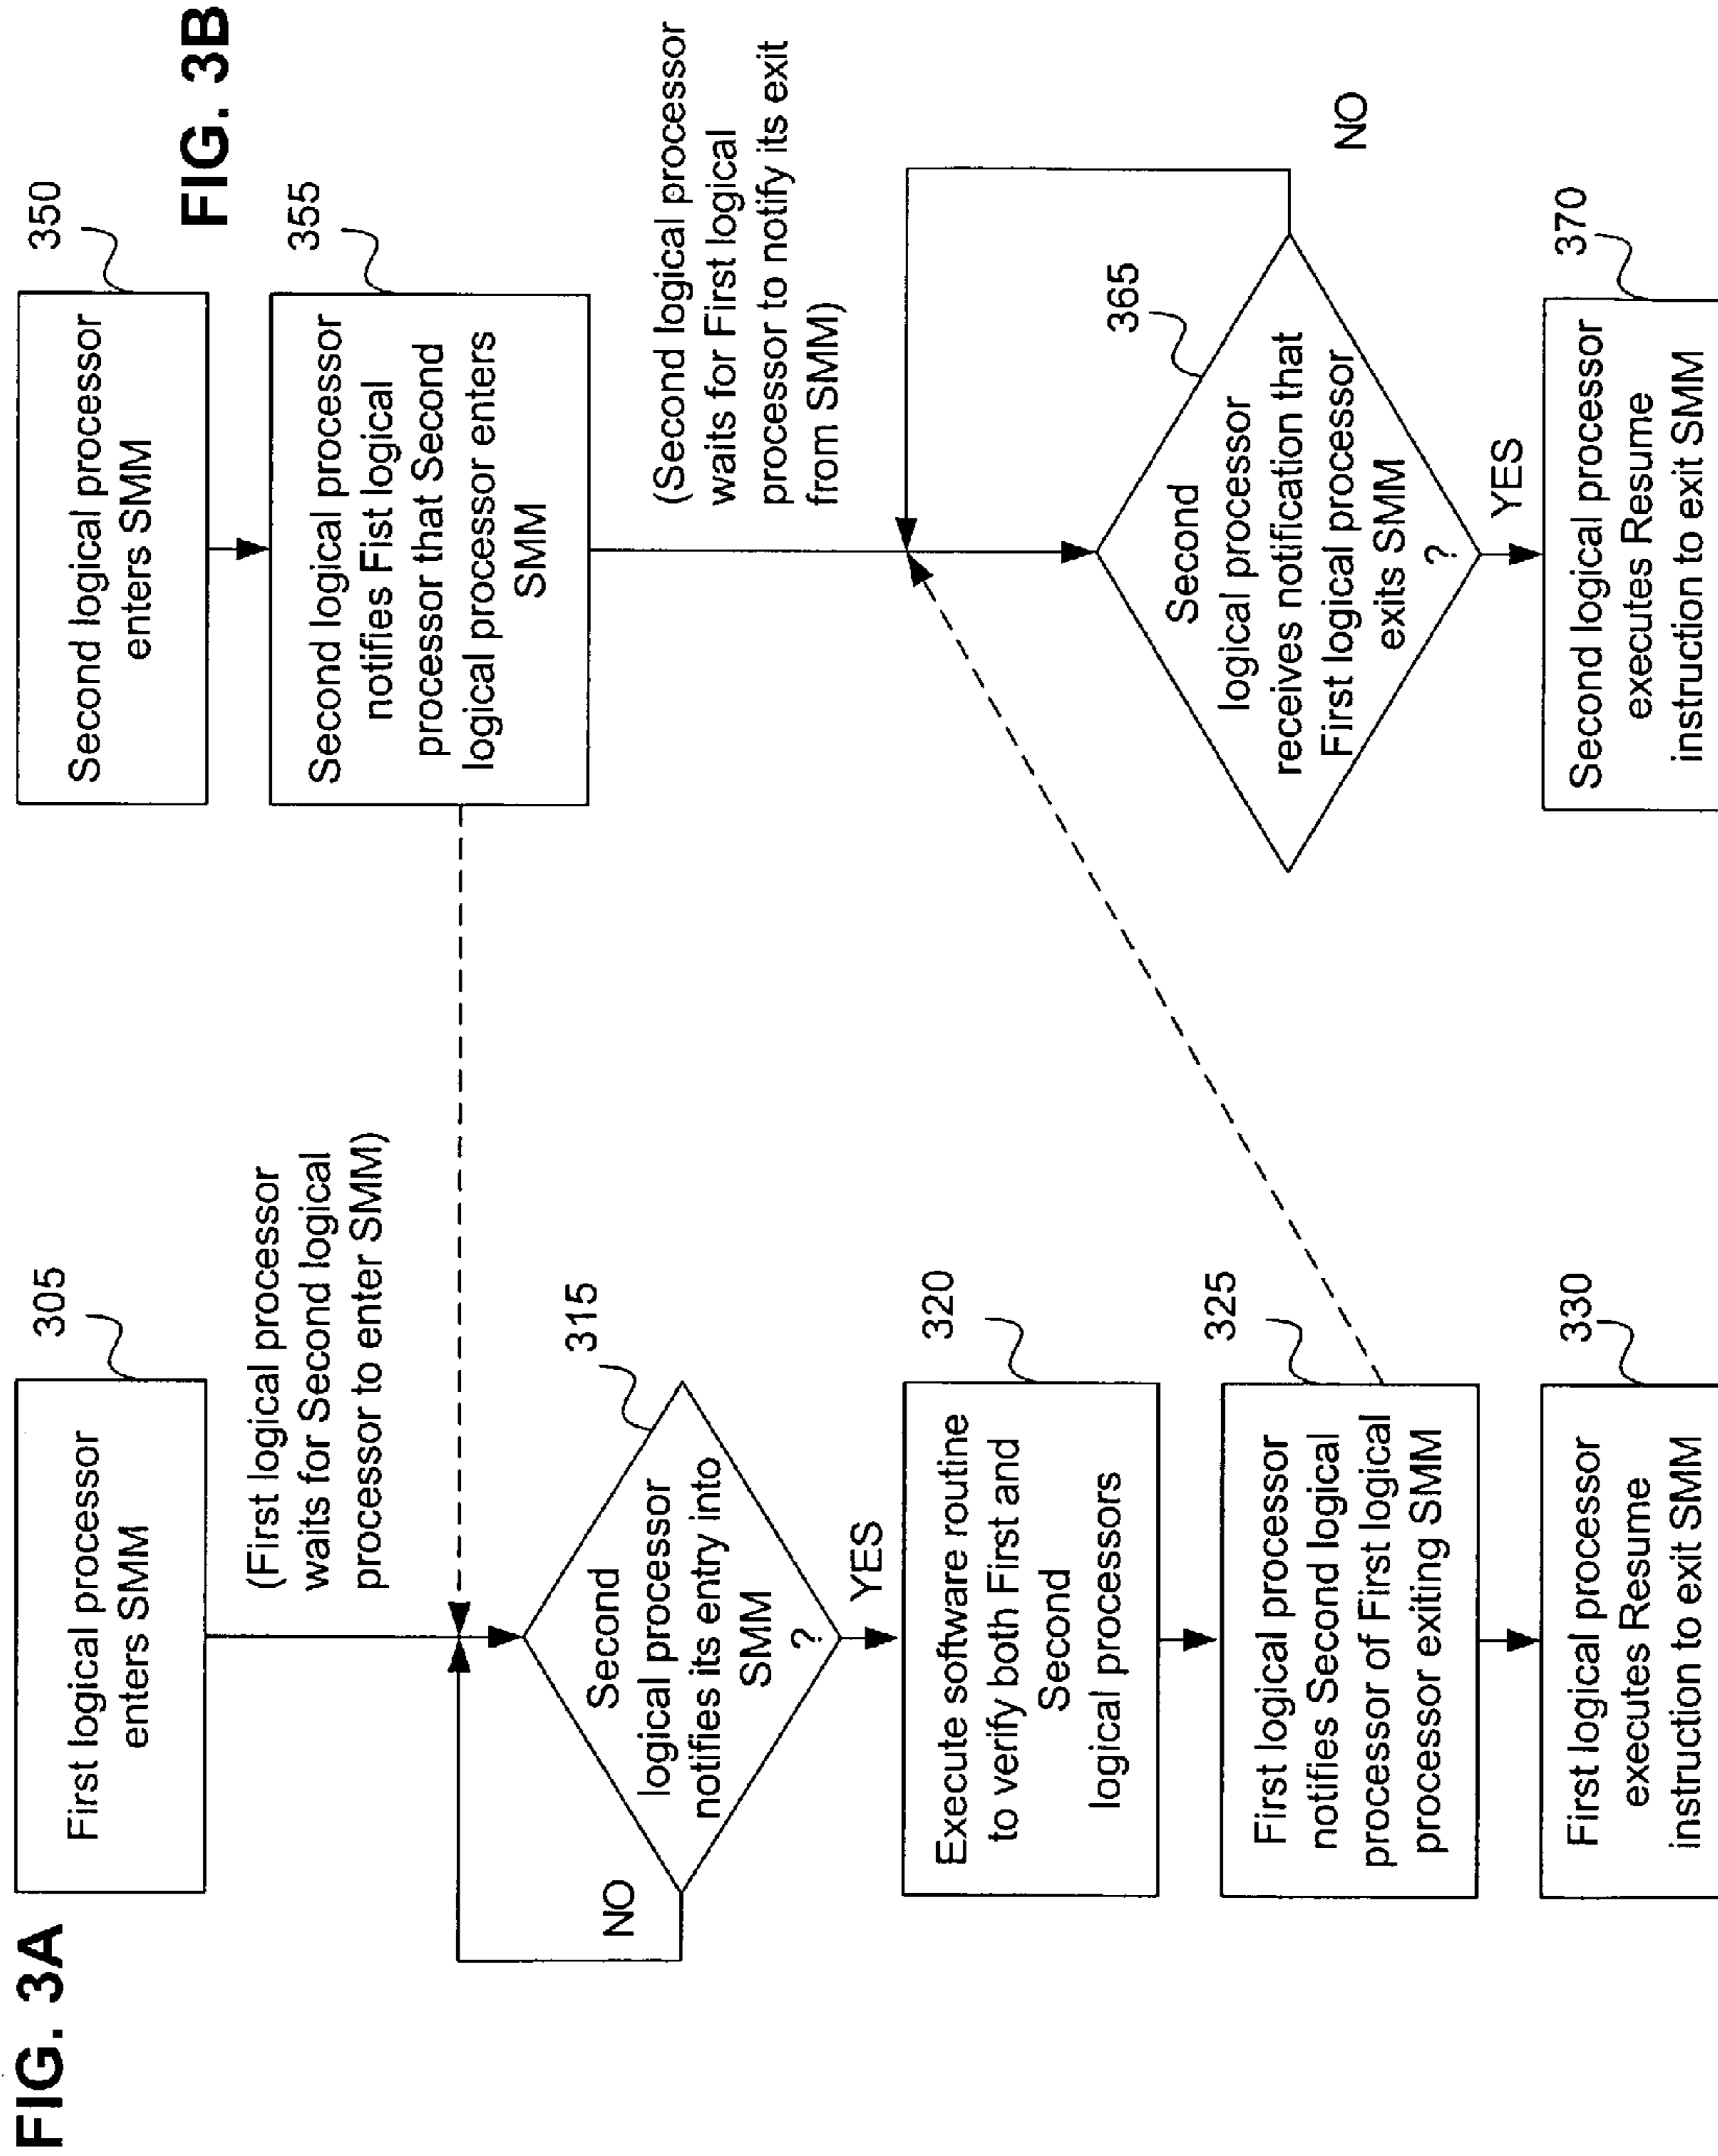 FIG. 3A
First logical processor
enters SMM
305
(First logical processor
waits for Second logical
processor to enter SMM)
Second
logical processor
notifies its entry into
SMM
?
315
NO
YES
Execute software routine
to verify both First and
Second
logical processors
320
First logical processor
notifies Second logical
processor of First logical
processor exiting SMM
325
First logical processor
executes Resume
instruction to exit SMM
330
FIG. 3B
Second logical processor
enters SMM
350
Second logical processor
notifies Fist logical
processor that Second
logical processor enters
SMM
355
(Second logical processor
waits for First logical
processor to notify its exit
from SMM)
Second
logical processor
receives notification that
First logical processor
exits SMM
?
365
NO
YES
Second logical processor
executes Resume
instruction to exit SMM
370